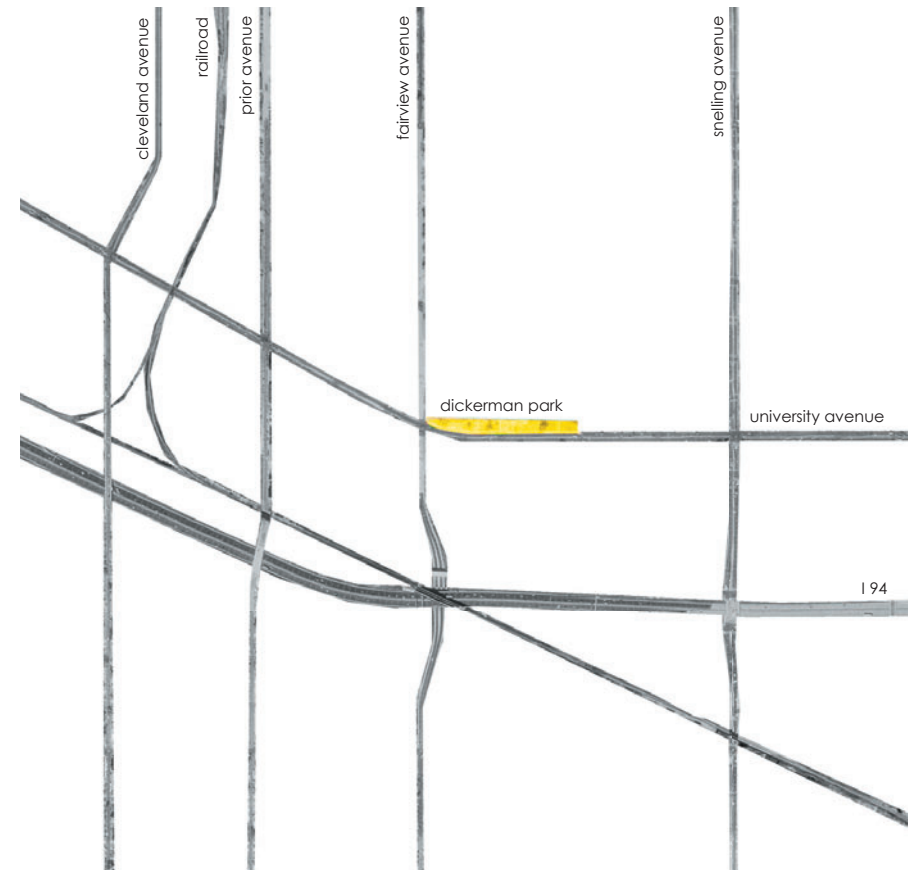 cleveland avenue
railroad
prior avenue
fairview avenue
snelling avenue
dickerman park
university avenue
I 94